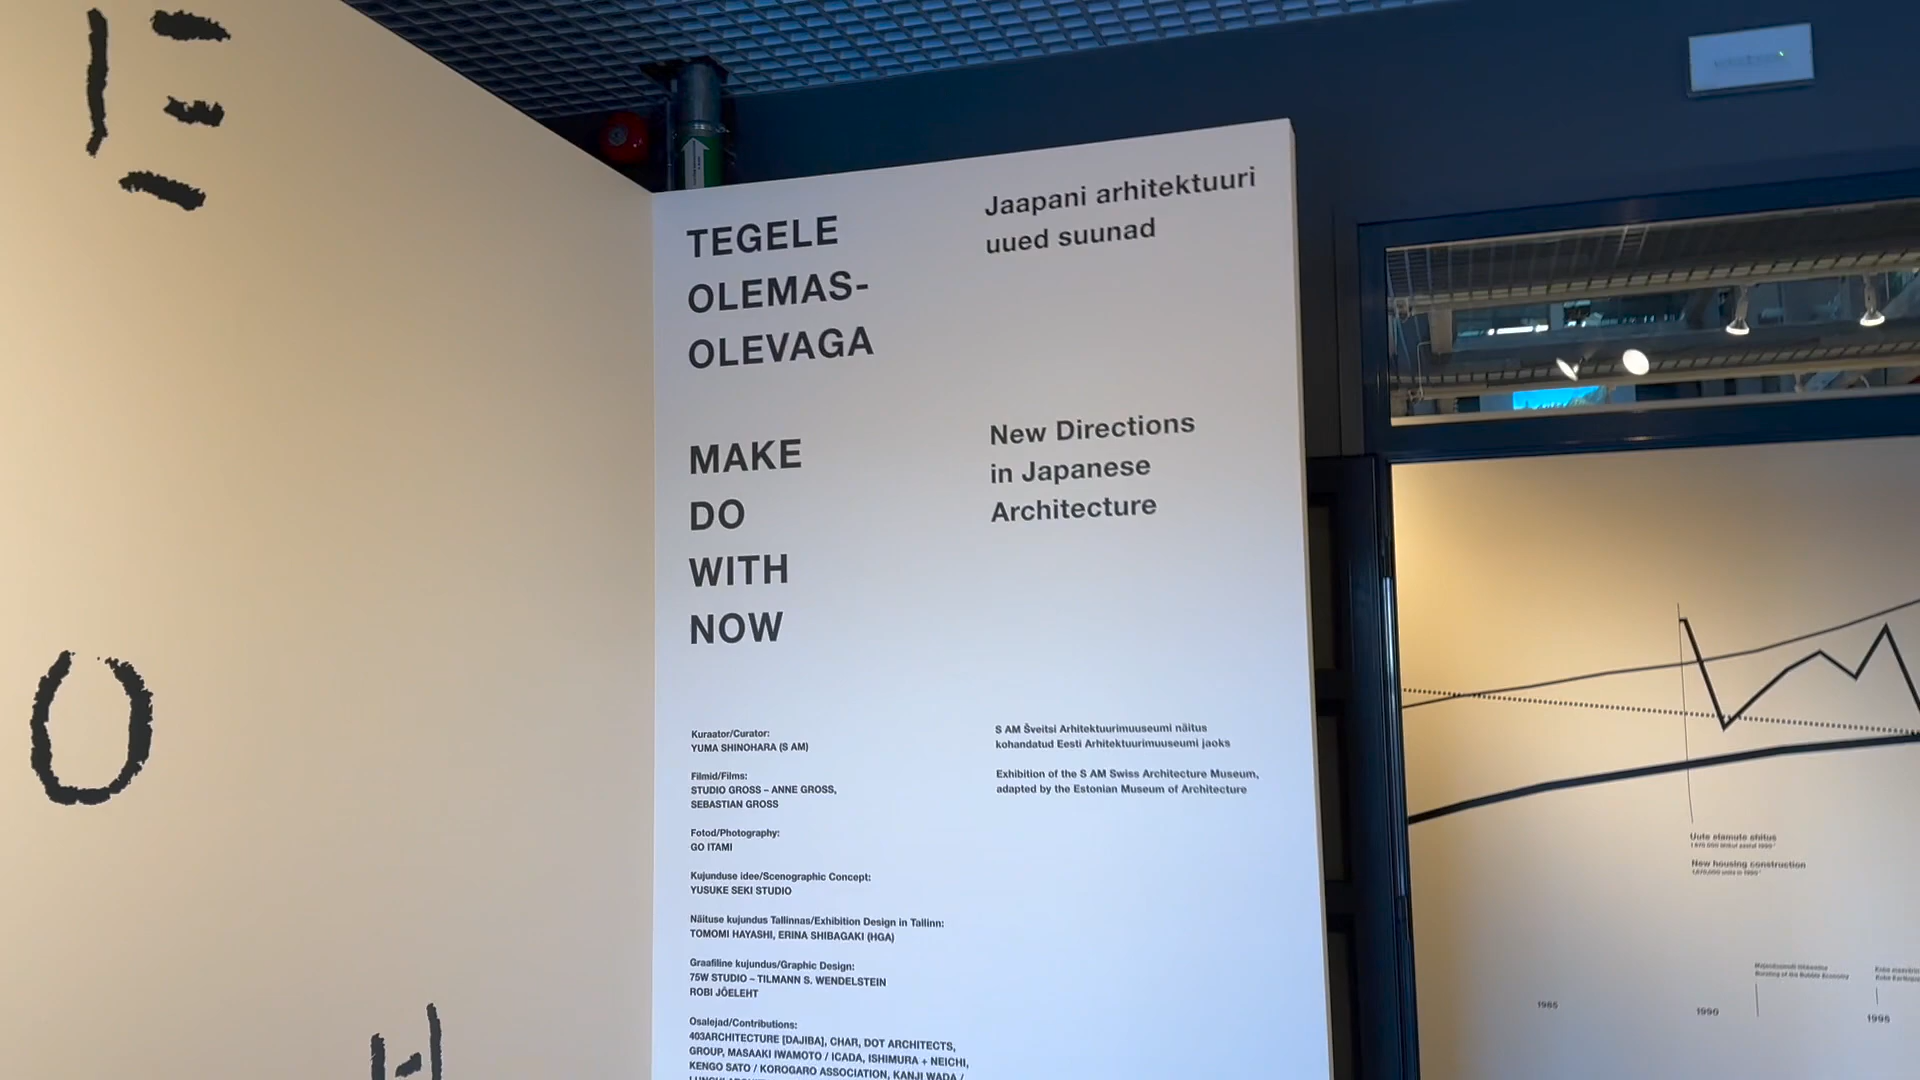 TEGELE
OLEMAS-
OLEVAGA
Jaapani arhitektuuri
uued suunad
MAKE
DO
WITH
NOW
New Directions
in Japanese
Architecture
Kuraator/Curator:
YUMA SHINOHARA (S AM)
Filmid/Films:
STUDIO GROSS – ANNE GROSS,
SEBASTIAN GROSS
Fotod/Photography:
GO ITAMI
Kujunduse idee/Scenographic Concept:
YUSUKE SEKI STUDIO
Näituse kujundus Tallinnas/Exhibition Design in Tallinn:
TOMOMI HAYASHI, ERINA SHIBAGAKI (HGA)
Graafiline kujundus/Graphic Design:
75W STUDIO – TILMANN S. WENDELSTEIN
ROBI JÕELEHT
Osalejad/Contributions:
403ARCHITECTURE [DAJIBA], CHAR, DOT ARCHITECTS,
GROUP, MASAAKI IWAMOTO / ICADA, ISHIMURA + NEICHI,
KENGO SATO / KOROGARO ASSOCIATION, KANJI WADA /
S AM Šveitsi Arhitektuurimuuseumi näitus
kohandatud Eesti Arhitektuurimuuseumi jaoks
Exhibition of the S AM Swiss Architecture Museum,
adapted by the Estonian Museum of Architecture
Uute elamute ehitus
New housing construction
Bursting of the Bubble Economy
1985
1990
1995